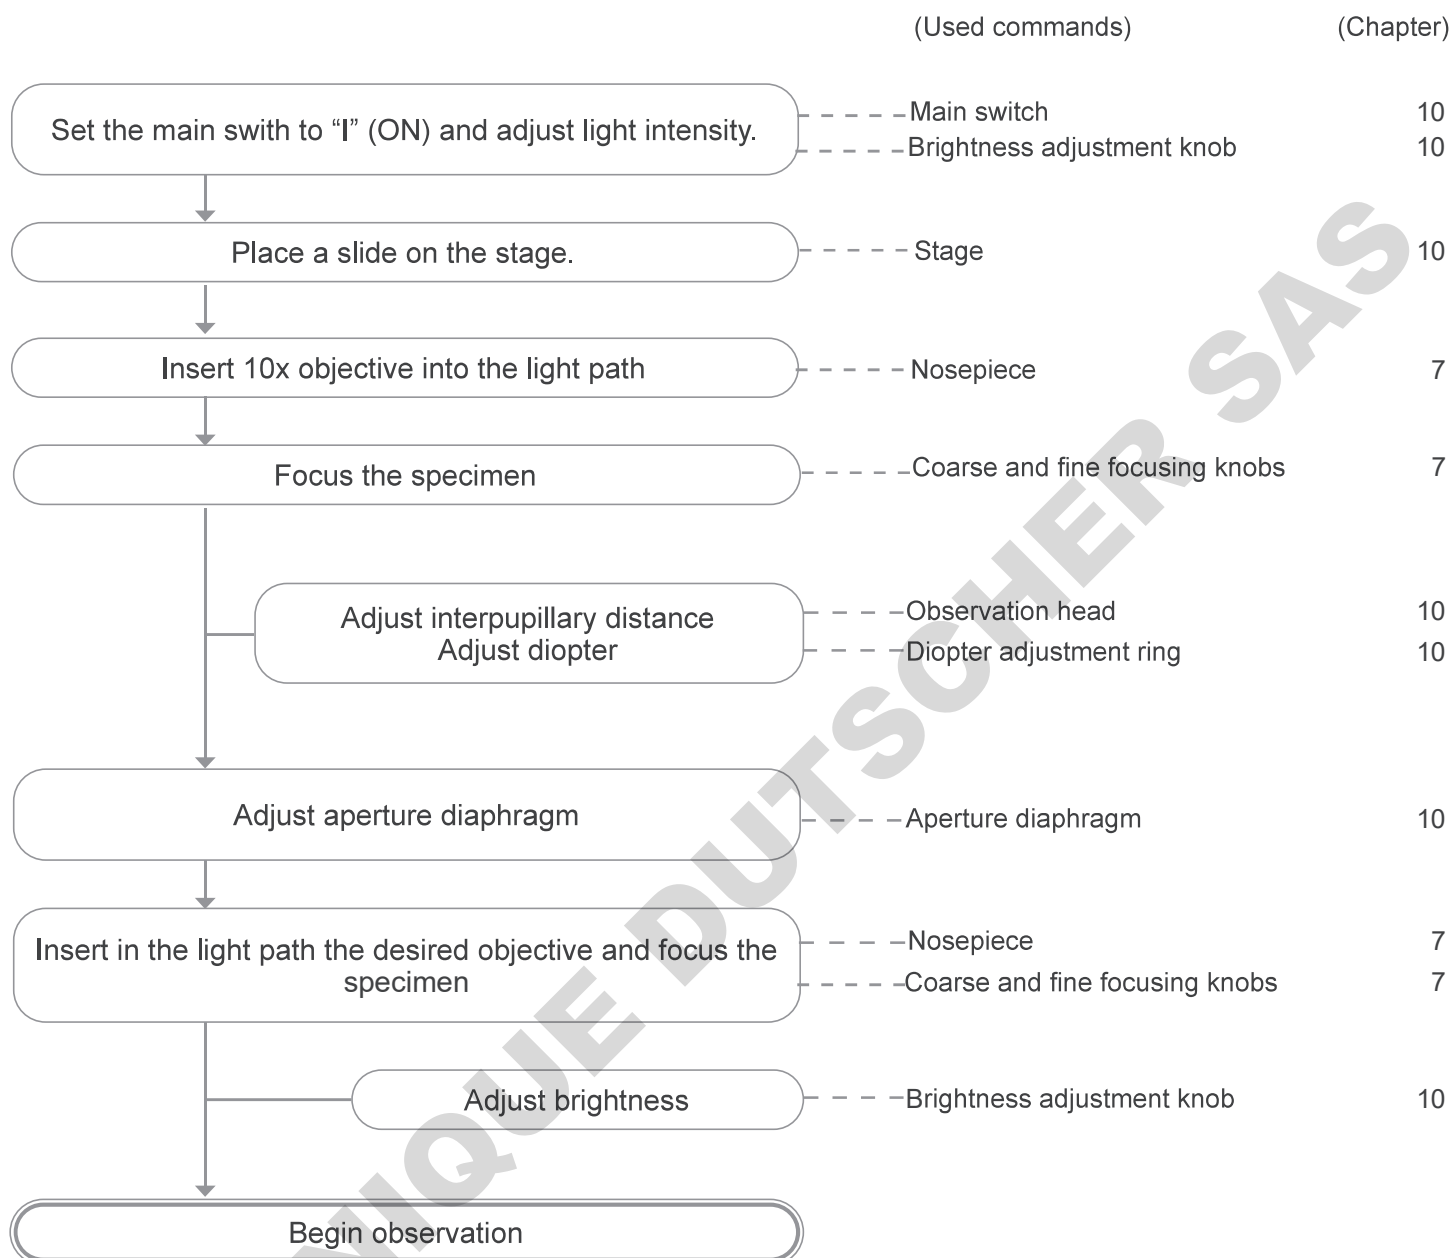 (Used commands) (Chapter)
Set the main swith to “I” (ON) and adjust light intensity.
Main switch 10
Brightness adjustment knob 10
Place a slide on the stage.
Stage 10
Insert 10x objective into the light path
Nosepiece 7
Focus the specimen
Coarse and fine focusing knobs 7
Adjust interpupillary distance
Adjust diopter
Observation head 10
Diopter adjustment ring 10
Adjust aperture diaphragm
Aperture diaphragm 10
Insert in the light path the desired objective and focus the
specimen
Nosepiece 7
Coarse and fine focusing knobs 7
Adjust brightness
Brightness adjustment knob 10
Begin observation
DUTSCHER SAS